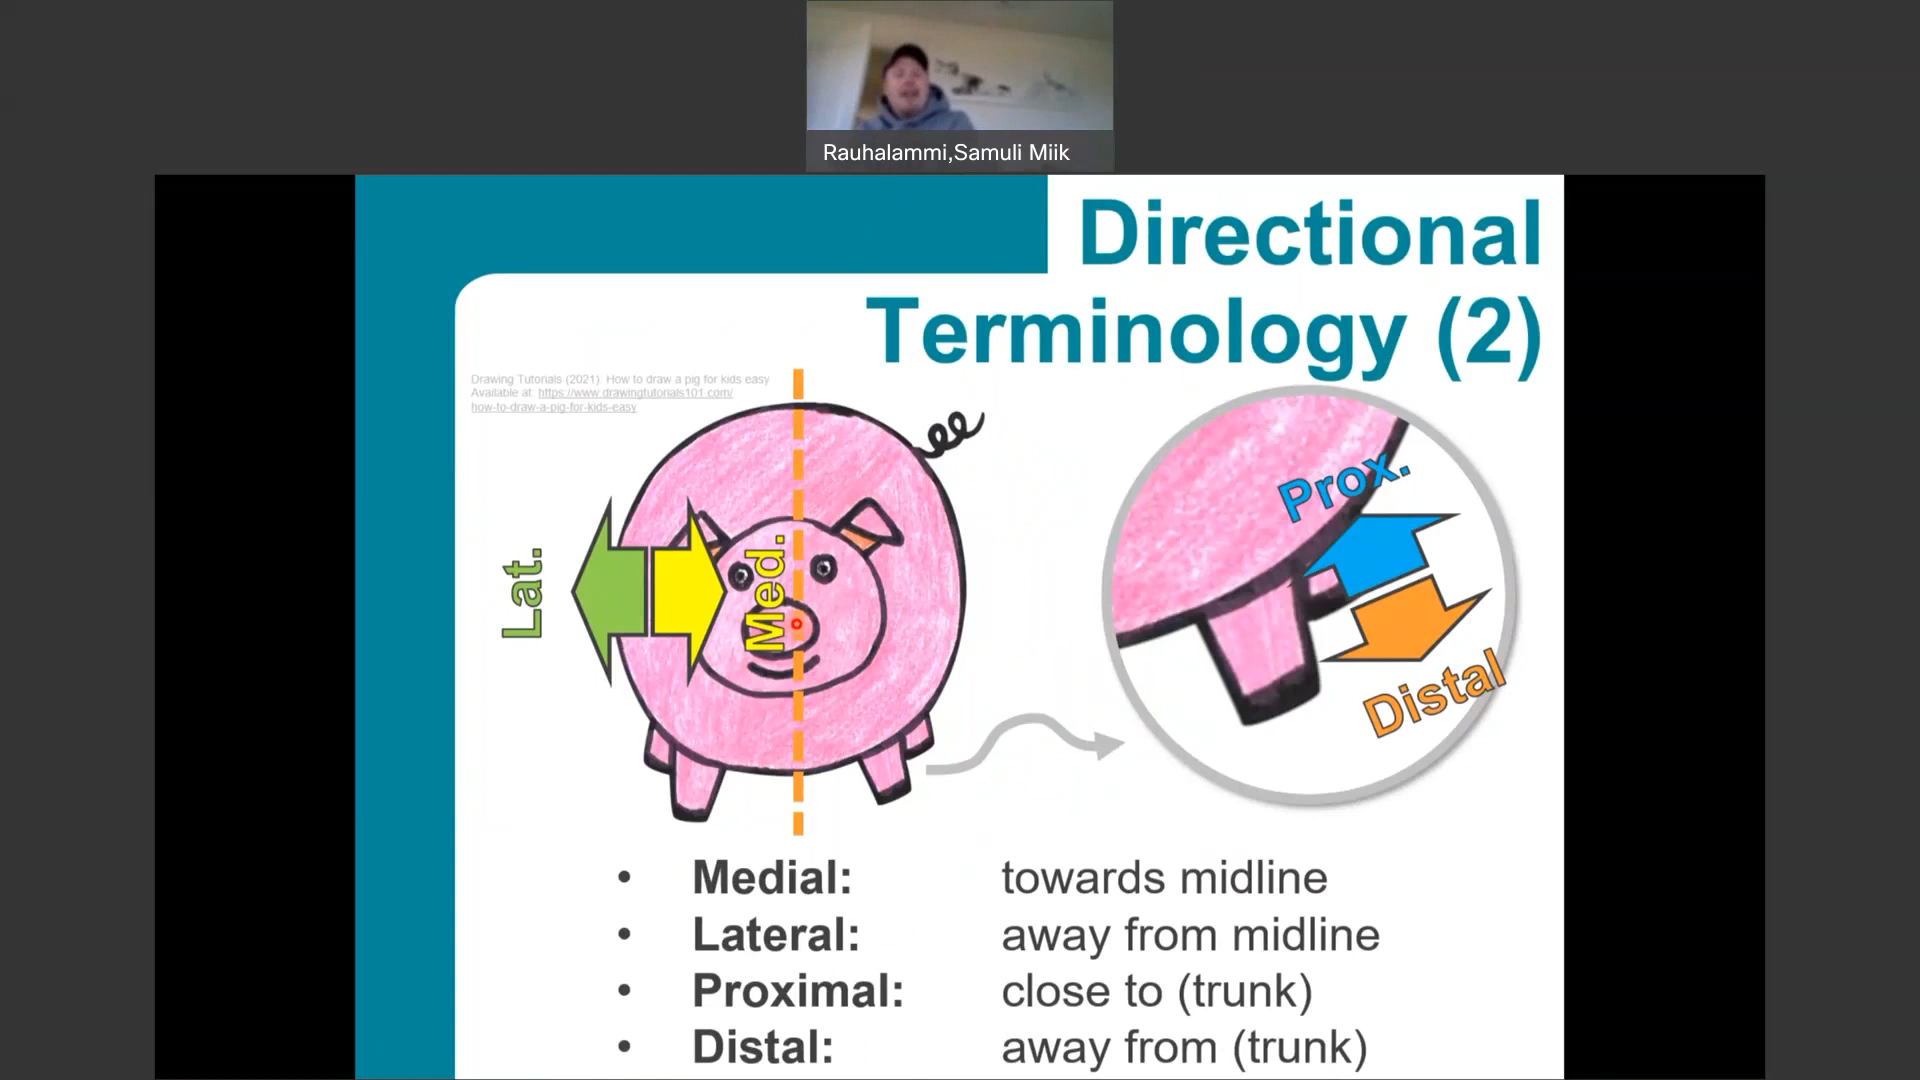 Rauhalammi,Samuli Miik
Directional
Terminology (2)
Drawing Tutorials (2021). How to draw a pig for kids easy
Available at: https://www.drawingtutorials101.com/
how-to-draw-a-pig-for-kids-easy
Lat.
Med.
Prox.
Distal
• Medial: towards midline
• Lateral: away from midline
• Proximal: close to (trunk)
• Distal: away from (trunk)